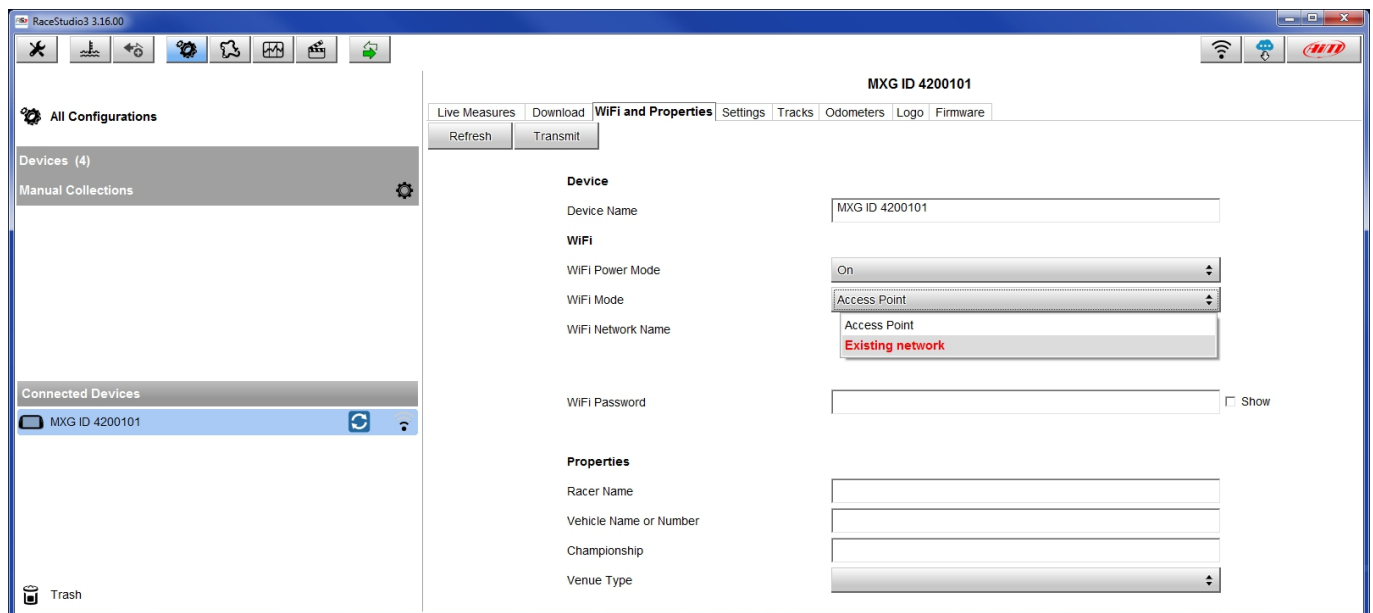 RaceStudio3 3.16.00
AiM
MXG ID 4200101
All Configurations
Live Measures Download WiFi and Properties Settings Tracks Odometers Logo Firmware
Refresh Transmit
Devices (4)
Manual Collections
Device
Device Name MXG ID 4200101
WiFi
WiFi Power Mode On
WiFi Mode Access Point
Access Point
WiFi Network Name
Existing network
Connected Devices
MXG ID 4200101
WiFi Password Show
Properties
Racer Name
Vehicle Name or Number
Championship
Venue Type
Trash